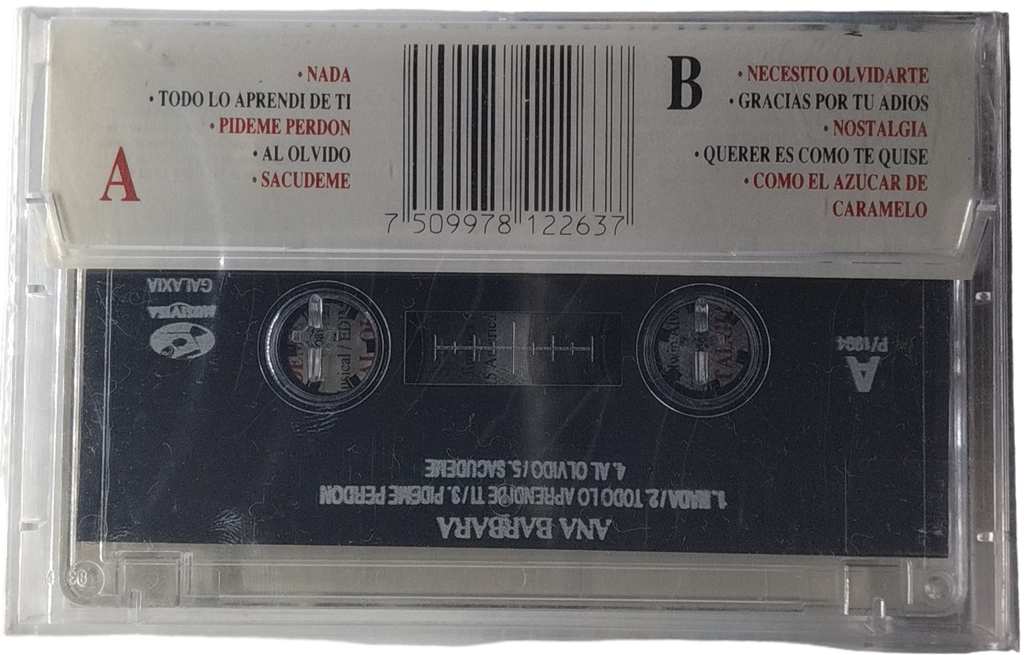 A
• NADA
• TODO LO APRENDI DE TI
• PIDEME PERDON
• AL OLVIDO
• SACUDEME
7 509978 122637
B
• NECESITO OLVIDARTE
• GRACIAS POR TU ADIOS
• NOSTALGIA
• QUERER ES COMO TE QUISE
• COMO EL AZUCAR DE
CARAMELO
ANA BARBARA
1. NADA / 2. TODO LO APRENDI DE TI / 3. PIDEME PERDON
4. AL OLVIDO / 5. SACUDEME
A
P/1994
MUSIVISA
GALAXIA